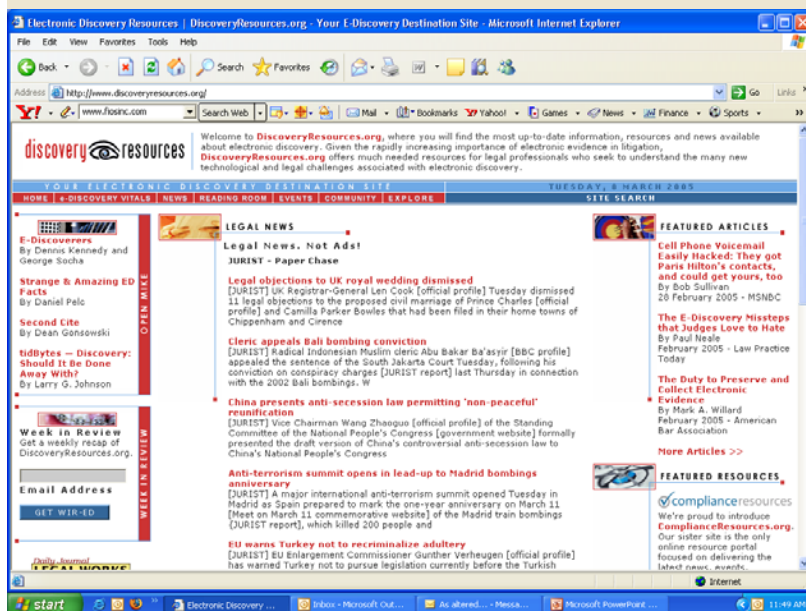 Electronic Discovery Resources | DiscoveryResources.org - Your E-Discovery Destination Site - Microsoft Internet Explorer
File Edit View Favorites Tools Help
Back Search Favorites
Address http://www.discoveryresources.org/ Go Links »
Y! www.fiosinc.com Search Web Mail Bookmarks Yahoo! Games News Finance Sports »
discovery resources
Welcome to DiscoveryResources.org, where you will find the most up-to-date information, resources and news available
about electronic discovery. Given the rapidly increasing importance of electronic evidence in litigation,
DiscoveryResources.org offers much needed resources for legal professionals who seek to understand the many new
technological and legal challenges associated with electronic discovery.
YOUR ELECTRONIC DISCOVERY DESTINATION SITE TUESDAY, 8 MARCH 2005
HOME | e-DISCOVERY VITALS | NEWS | READING ROOM | EVENTS | COMMUNITY | EXPLORE SITE SEARCH
E-Discoverers
By Dennis Kennedy and
George Socha
Strange & Amazing ED
Facts
By Daniel Pelc
Second Cite
By Dean Gonsowski
tidBytes — Discovery:
Should It Be Done
Away With?
By Larry G. Johnson
OPEN MIKE
Week in Review
Get a weekly recap of
DiscoveryResources.org.
Email Address
GET WIR-ED
WEEK IN REVIEW
Daily Journal
LEGAL WORKS
LEGAL NEWS
Legal News. Not Ads!
JURIST - Paper Chase
Legal objections to UK royal wedding dismissed
[JURIST] UK Registrar-General Len Cook [official profile] Tuesday dismissed
11 legal objections to the proposed civil marriage of Prince Charles [official
profile] and Camilla Parker Bowles that had been filed in their home towns of
Chippenham and Cirence
Cleric appeals Bali bombing conviction
[JURIST] Radical Indonesian Muslim cleric Abu Bakar Ba'asyir [BBC profile]
appealed the sentence of the South Jakarta Court Tuesday, following his
conviction on conspiracy charges [JURIST report] last Thursday in connection
with the 2002 Bali bombings. W
China presents anti-secession law permitting 'non-peaceful'
reunification
[JURIST] Vice Chairman Wang Zhaoguo [official profile] of the Standing
Committee of the National People's Congress [government website] formally
presented the draft version of China's controversial anti-secession law to
China's National People's Congress
Anti-terrorism summit opens in lead-up to Madrid bombings
anniversary
[JURIST] A major international anti-terrorism summit opened Tuesday in
Madrid as Spain prepared to mark the one-year anniversary on March 11
[Meet on March 11 commemorative website] of the Madrid train bombings
{JURIST report], which killed 200 people and
EU warns Turkey not to recriminalize adultery
[JURIST] EU Enlargement Commissioner Gunther Verheugen [official profile]
has warned Turkey not to pursue legislation currently before the Turkish
FEATURED ARTICLES
Cell Phone Voicemail
Easily Hacked: They got
Paris Hilton's contacts,
and could get yours, too
By Bob Sullivan
28 February 2005 - MSNBC
The E-Discovery Missteps
that Judges Love to Hate
By Paul Neale
February 2005 - Law Practice
Today
The Duty to Preserve and
Collect Electronic
Evidence
By Mark A. Willard
February 2005 - American
Bar Association
More Articles >>
FEATURED RESOURCES
complianceresources
We're proud to introduce
ComplianceResources.org.
Our sister site is the only
online resource portal
focused on delivering the
latest news, events,
Internet
start » Electronic Discovery ... Inbox - Microsoft Out... As altered... - Messa... Microsoft PowerPoint ... 11:49 AM